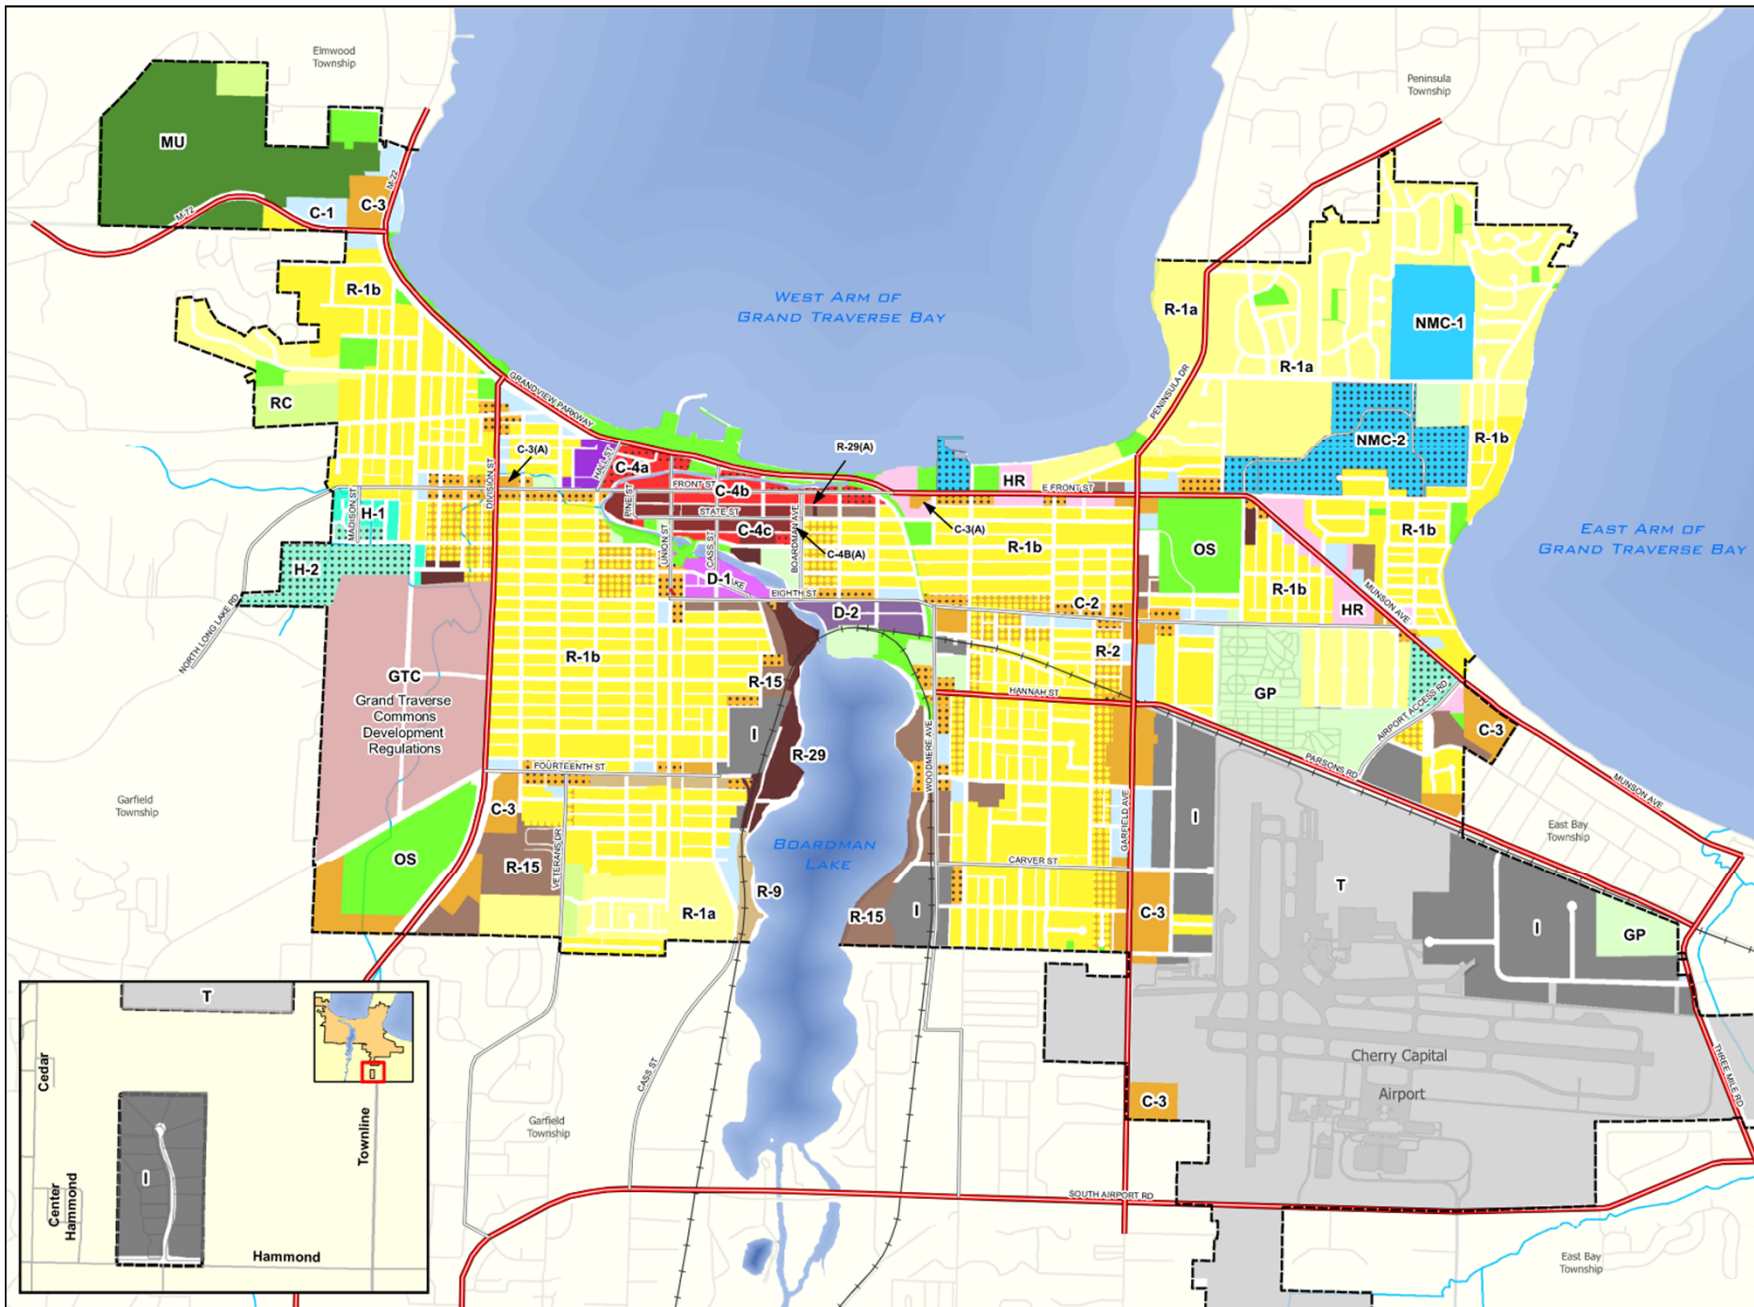 Elmwood
Township
Peninsula
Township
MU
M-22
C-3
C-1
M-72
R-1b
WEST ARM OF
GRAND TRAVERSE BAY
R-1a
NMC-1
R-1a
PENINSULA DR
RC
GRANDVIEW PARKWAY
NMC-2
R-1b
C-3(A)
R-29(A)
HALL ST
C-4a
DIVISION ST
FRONT ST
C-4b
HR
E FRONT ST
PINE ST
MADISON ST
H-1
STATE ST
C-4c
UNION ST
CASS ST
BOARDMAN AVE
C-3(A)
C-4B(A)
R-1b
OS
R-1b
EAST ARM OF
GRAND TRAVERSE BAY
H-2
D-1
LAKE
EIGHTH ST
D-2
C-2
R-1b
HR
MUNSON AVE
NORTH LONG LAKE RD
R-1b
R-2
GTC
Grand Traverse
Commons
Development
Regulations
R-15
HANNAH ST
GP
AIRPORT ACCESS RD
I
R-29
WOODMERE AVE
C-3
FOURTEENTH ST
PARSONS RD
MUNSON AVE
Garfield
Township
C-3
GARFIELD AVE
I
East Bay
Township
VETERANS DR
BOARDMAN
LAKE
OS
R-15
CARVER ST
T
R-9
R-1a
R-15
I
C-3
I
GP
T
Cherry Capital
Airport
THREE MILE RD
Cedar
CASS ST
C-3
Garfield
Township
Townline
I
Center
Hammond
Hammond
SOUTH AIRPORT RD
East Bay
Township